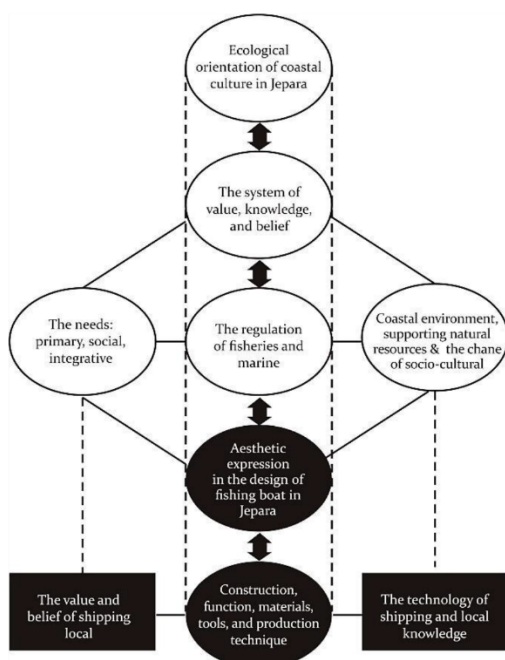 Ecological
orientation of coastal
culture in Jepara
The system of
value, knowledge,
and belief
The needs:
primary, social,
integrative
The regulation
of fisheries and
marine
Coastal environment,
supporting natural
resources & the chane
of socio-cultural
Aesthetic
expression
in the design of
fishing boat in
Jepara
The value and
belief of shipping
local
Construction,
function, materials,
tools, and production
technique
The technology of
shipping and local
knowledge